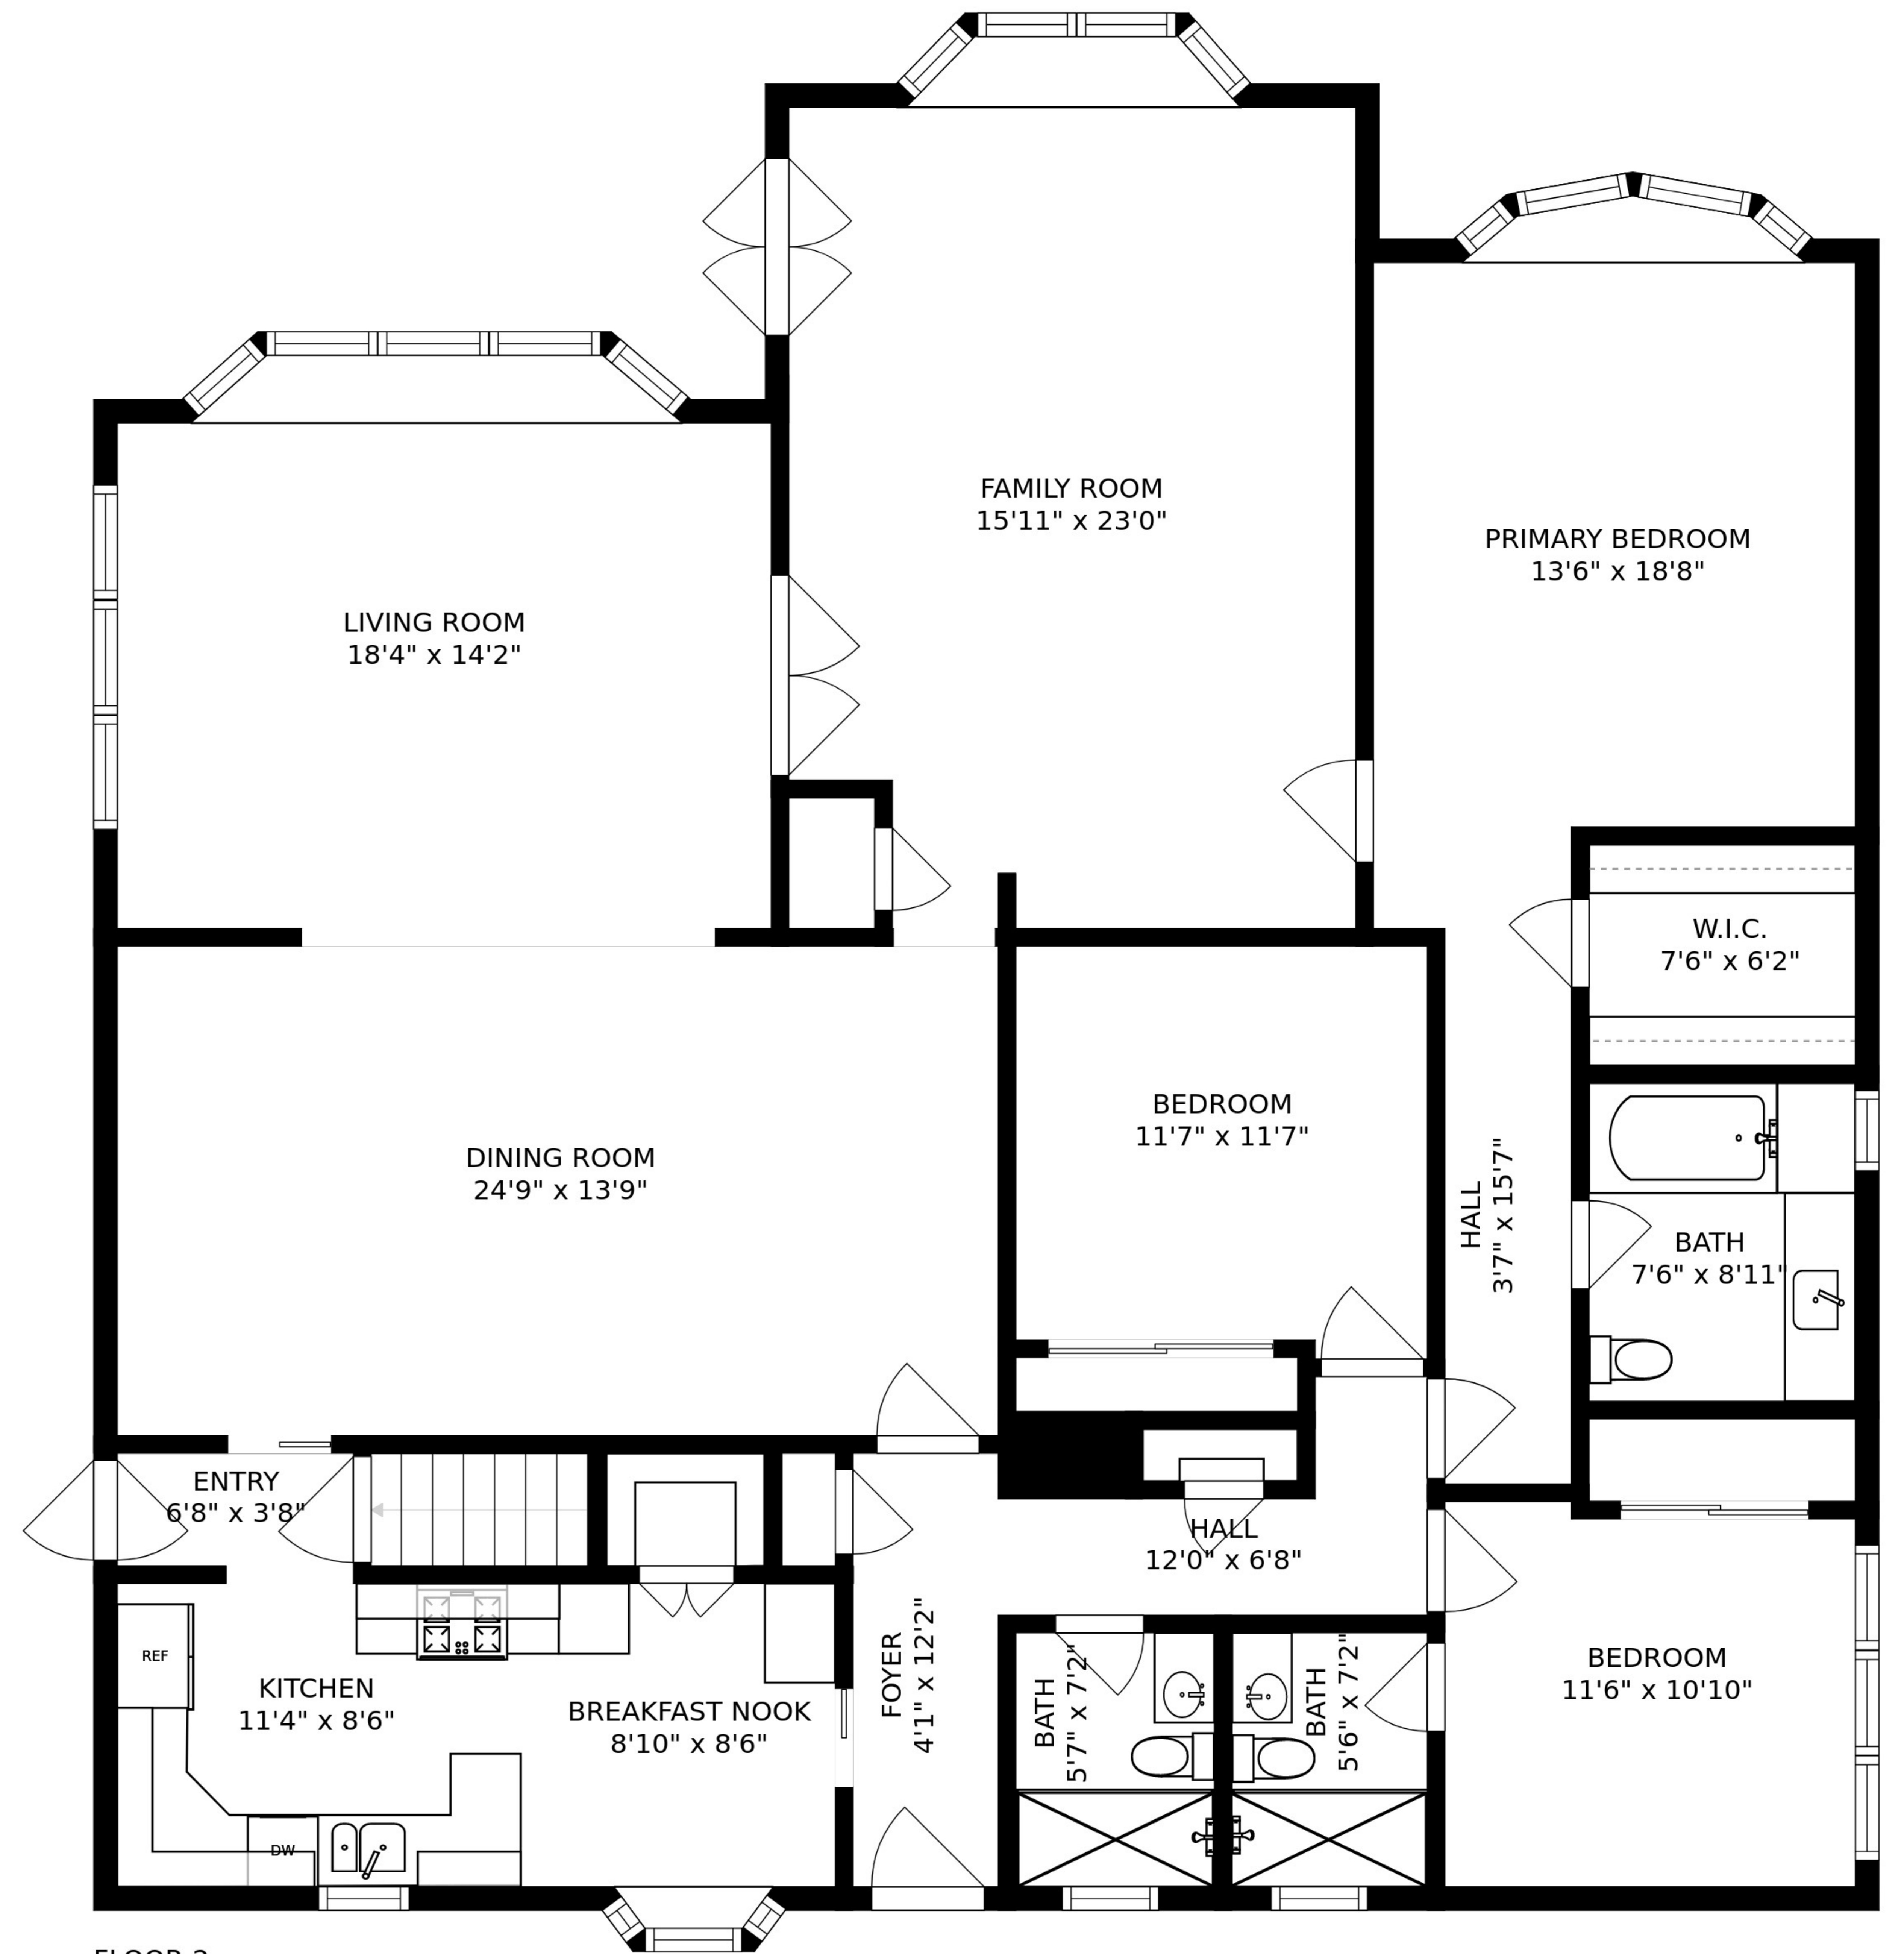 FAMILY ROOM
15'11" x 23'0"
PRIMARY BEDROOM
13'6" x 18'8"
LIVING ROOM
18'4" x 14'2"
W.I.C.
7'6" x 6'2"
BEDROOM
11'7" x 11'7"
DINING ROOM
24'9" x 13'9"
HALL
3'7" x 15'7"
BATH
7'6" x 8'11"
ENTRY
6'8" x 3'8"
HALL
12'0" x 6'8"
REF
KITCHEN
11'4" x 8'6"
BREAKFAST NOOK
8'10" x 8'6"
FOYER
4'1" x 12'2"
BATH
5'7" x 7'2"
BATH
5'6" x 7'2"
BEDROOM
11'6" x 10'10"
DW
FLOOR 2